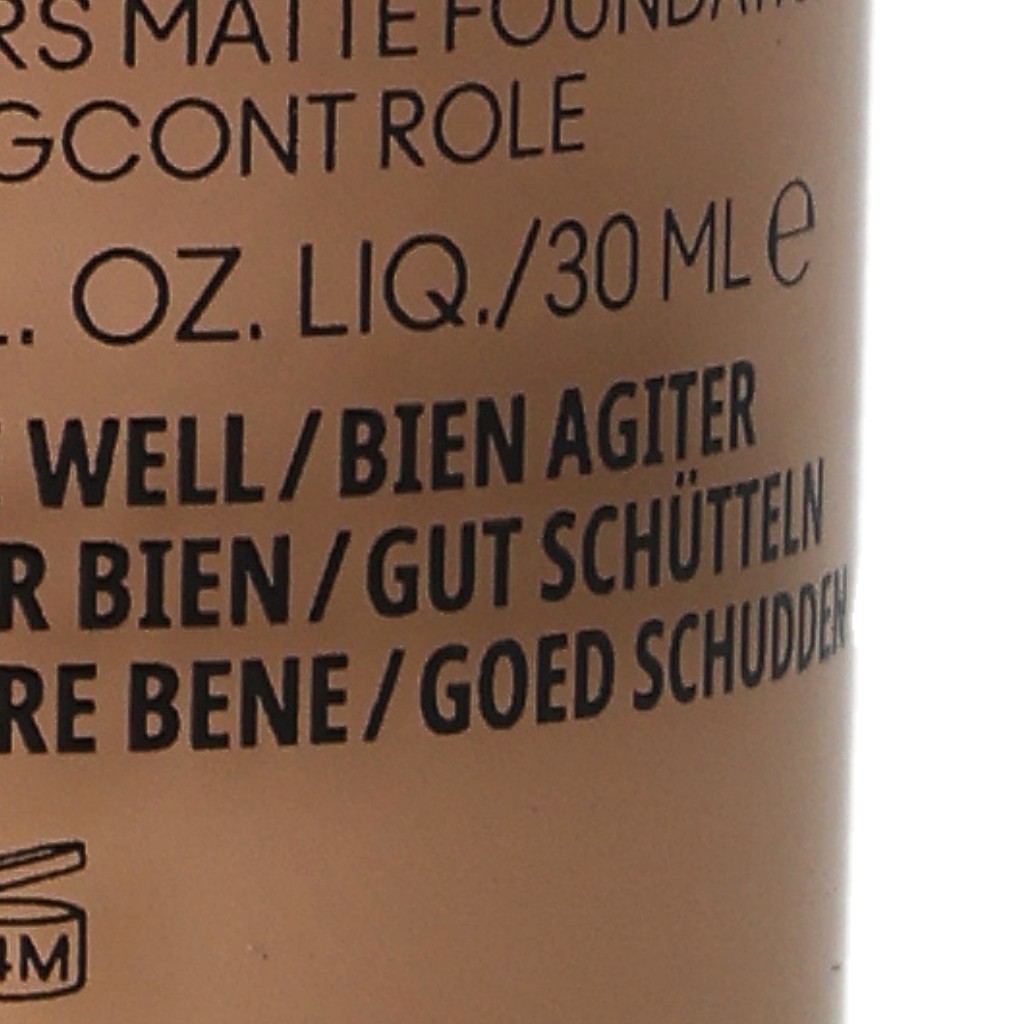 RS MATTE FOUNDATION
GCONT ROLE
L. OZ. LIQ./30 ML e
WELL / BIEN AGITER
R BIEN / GUT SCHÜTTELN
RE BENE / GOED SCHUDDEN
4M